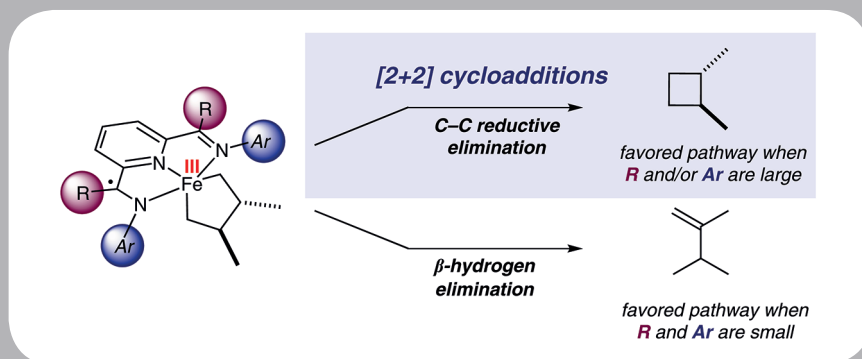 [2+2] cycloadditions
C–C reductive
elimination
favored pathway when
R and/or Ar are large
R
Ar
N
III
N
Fe
R
N
Ar
β-hydrogen
elimination
favored pathway when
R and Ar are small